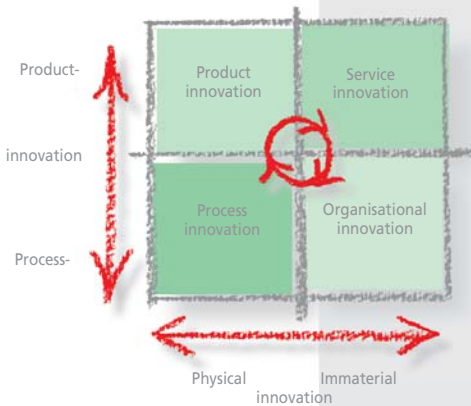 Product-
Product
innovation
Service
innovation
innovation
Process
innovation
Organisational
innovation
Process-
Physical
Immaterial
innovation